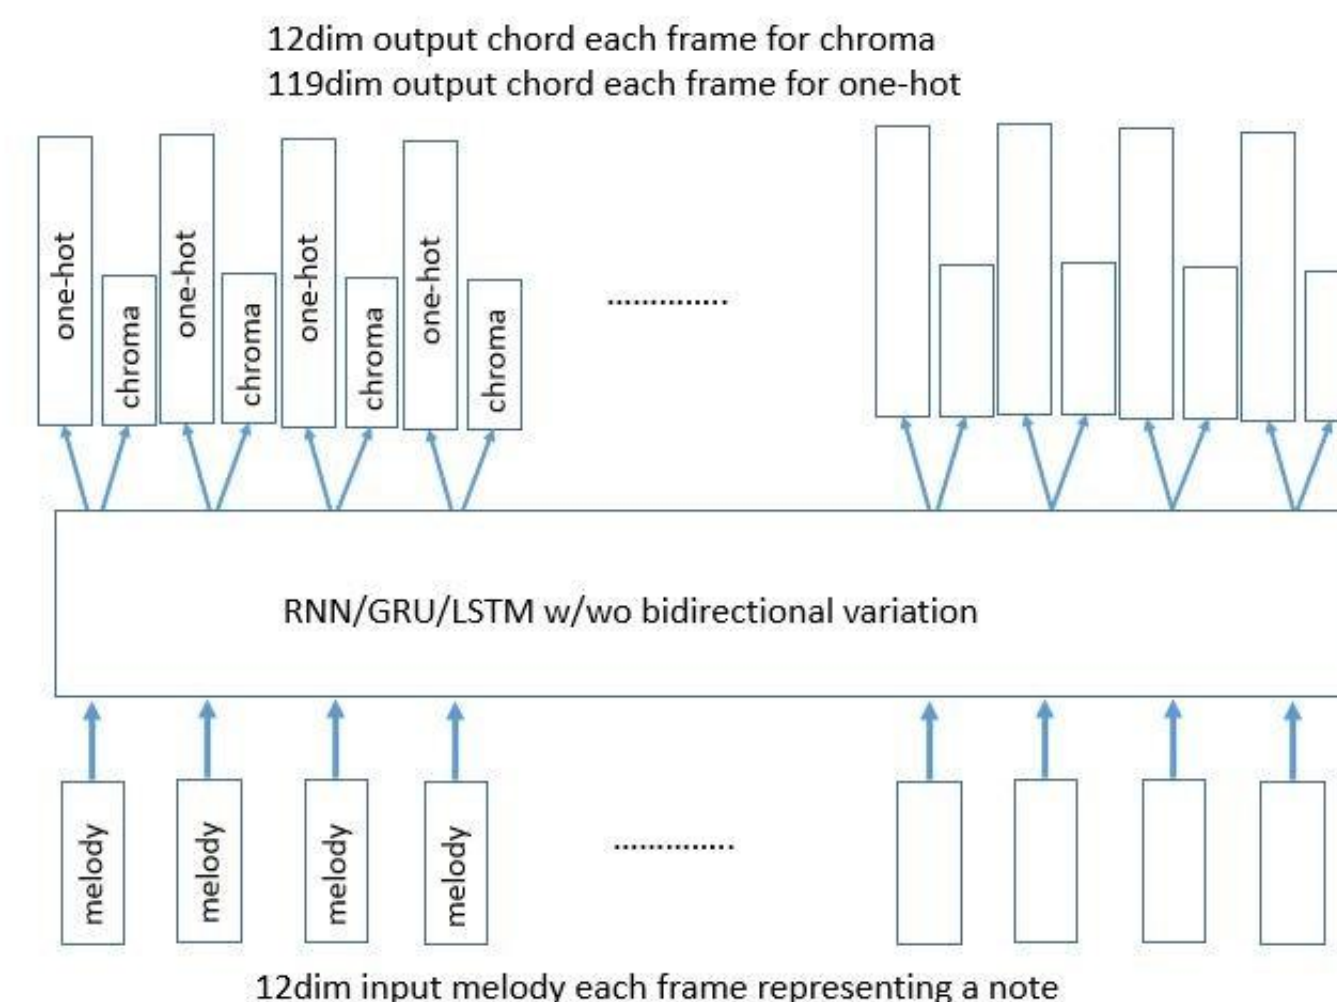 12dim output chord each frame for chroma
119dim output chord each frame for one-hot
one-hot
chroma
one-hot
chroma
one-hot
chroma
one-hot
chroma
..............
RNN/GRU/LSTM w/wo bidirectional variation
melody
melody
melody
melody
..............
12dim input melody each frame representing a note